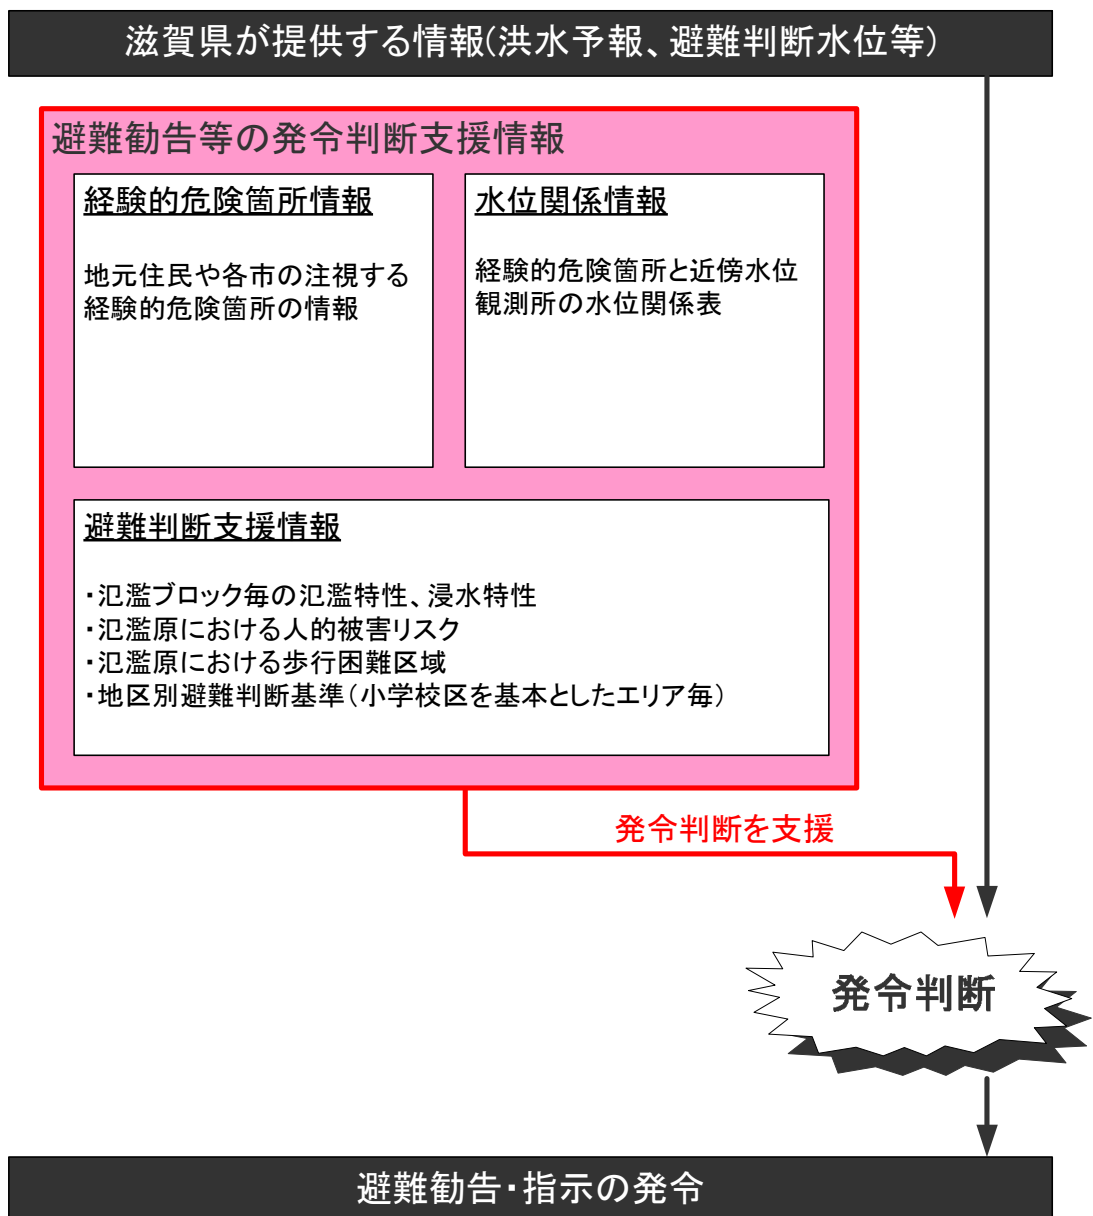 滋賀県が提供する情報(洪水予報、避難判断水位等)
避難勧告等の発令判断支援情報
経験的危険箇所情報
地元住民や各市の注視する
経験的危険箇所の情報
水位関係情報
経験的危険箇所と近傍水位
観測所の水位関係表
避難判断支援情報
・氾濫ブロック毎の氾濫特性、浸水特性
・氾濫原における人的被害リスク
・氾濫原における歩行困難区域
・地区別避難判断基準（小学校区を基本としたエリア毎）
発令判断を支援
発令判断
避難勧告・指示の発令